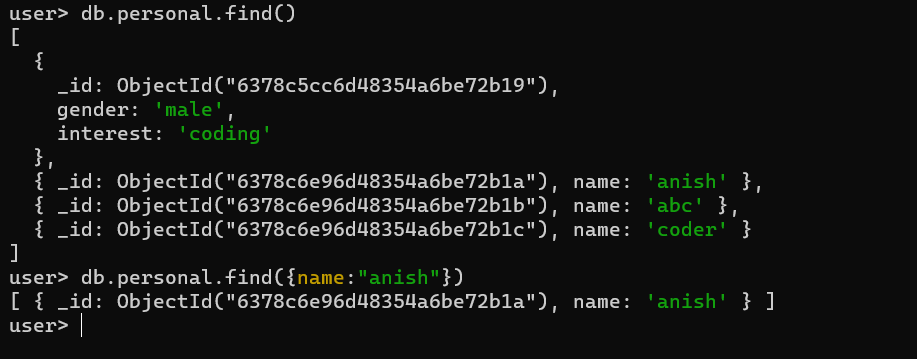 user> db.personal.find()
[
  {
    _id: ObjectId("6378c5cc6d48354a6be72b19"),
    gender: 'male',
    interest: 'coding'
  },
  { _id: ObjectId("6378c6e96d48354a6be72b1a"), name: 'anish' },
  { _id: ObjectId("6378c6e96d48354a6be72b1b"), name: 'abc' },
  { _id: ObjectId("6378c6e96d48354a6be72b1c"), name: 'coder' }
]
user> db.personal.find({name:"anish"})
[ { _id: ObjectId("6378c6e96d48354a6be72b1a"), name: 'anish' } ]
user>